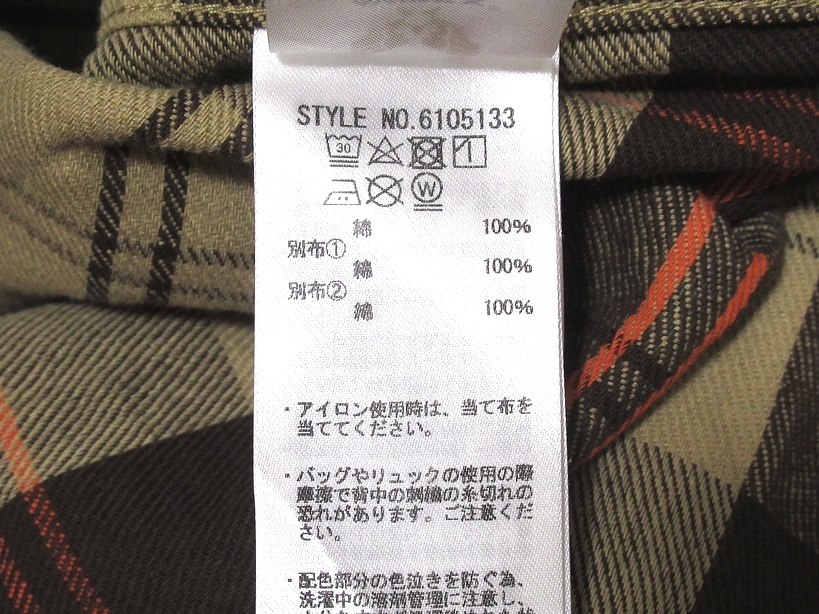 STYLE NO.6105133
30
W
綿 100%
別布①
綿 100%
別布②
綿 100%
・アイロン使用時は、当て布を
当ててください。
・バッグやリュックの使用の際
摩擦で背中の刺繍の糸切れの
恐れがあります。ご注意くだ
さい。
・配色部分の色泣きを防ぐ為、
洗濯中の溶剤管理に注意し、